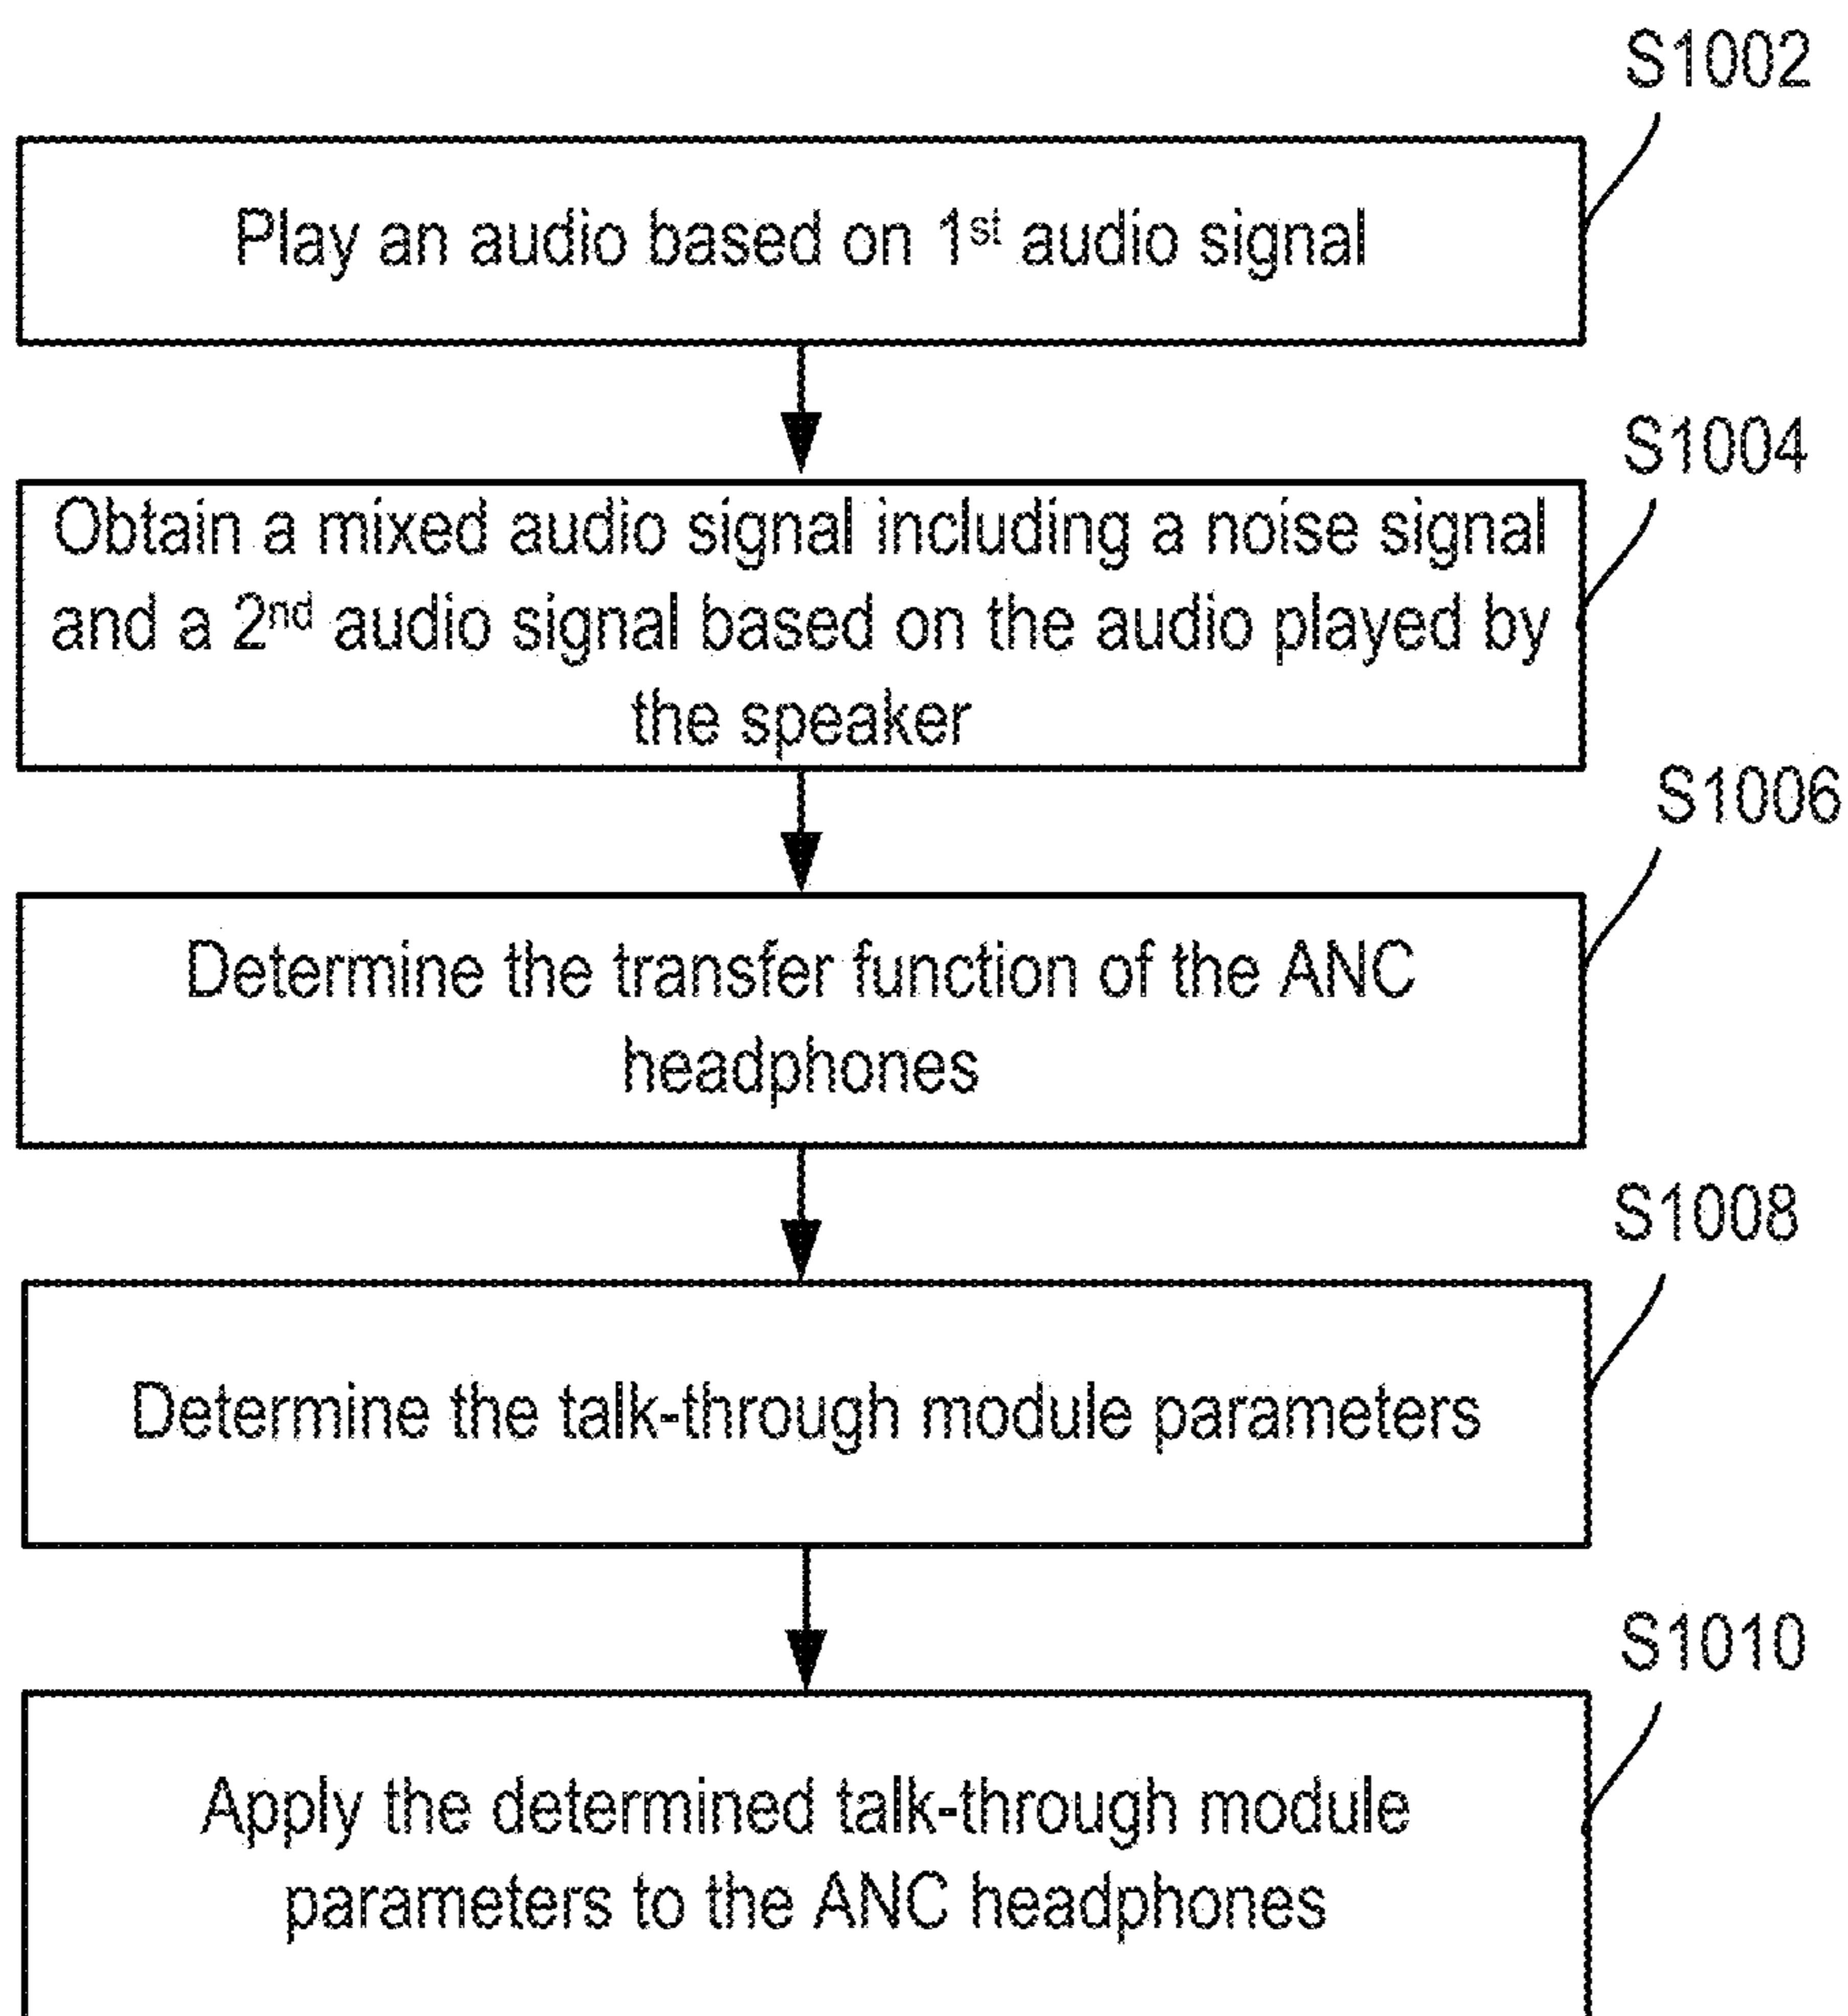 S1002
Play an audio based on 1st audio signal
S1004
Obtain a mixed audio signal including a noise signal
and a 2nd audio signal based on the audio played by
the speaker
S1006
Determine the transfer function of the ANC
headphones
S1008
Determine the talk-through module parameters
S1010
Apply the determined talk-through module
parameters to the ANC headphones